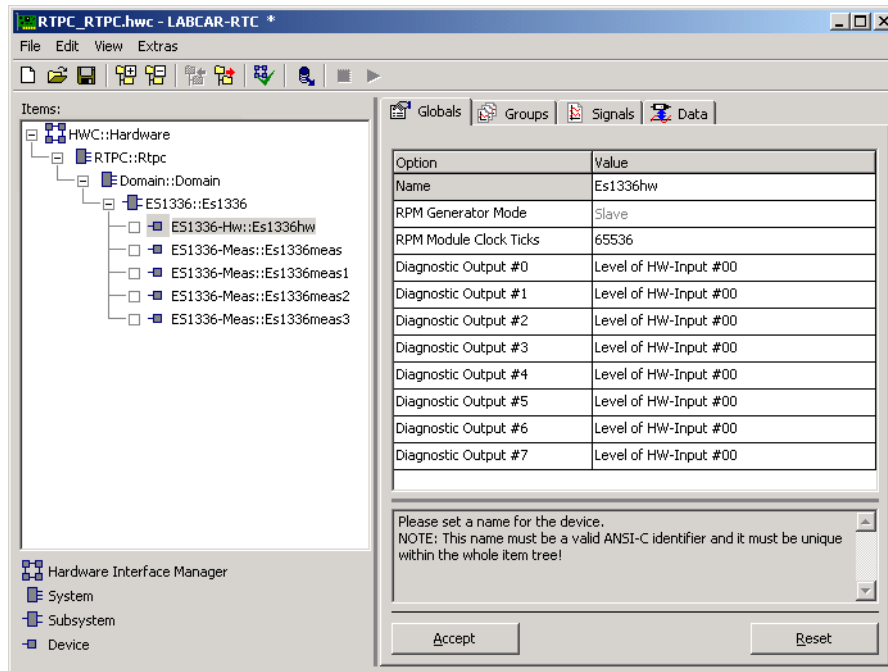 RTPC_RTPC.hwc - LABCAR-RTC *
File Edit View Extras
Items:
HWC::Hardware
RTPC::Rtpc
Domain::Domain
ES1336::Es1336
ES1336-Hw::Es1336hw
ES1336-Meas::Es1336meas
ES1336-Meas::Es1336meas1
ES1336-Meas::Es1336meas2
ES1336-Meas::Es1336meas3
Hardware Interface Manager
System
Subsystem
Device
Globals Groups Signals Data
Option Value
Name Es1336hw
RPM Generator Mode Slave
RPM Module Clock Ticks 65536
Diagnostic Output #0 Level of HW-Input #00
Diagnostic Output #1 Level of HW-Input #00
Diagnostic Output #2 Level of HW-Input #00
Diagnostic Output #3 Level of HW-Input #00
Diagnostic Output #4 Level of HW-Input #00
Diagnostic Output #5 Level of HW-Input #00
Diagnostic Output #6 Level of HW-Input #00
Diagnostic Output #7 Level of HW-Input #00
Please set a name for the device.
NOTE: This name must be a valid ANSI-C identifier and it must be unique
within the whole item tree!
Accept Reset